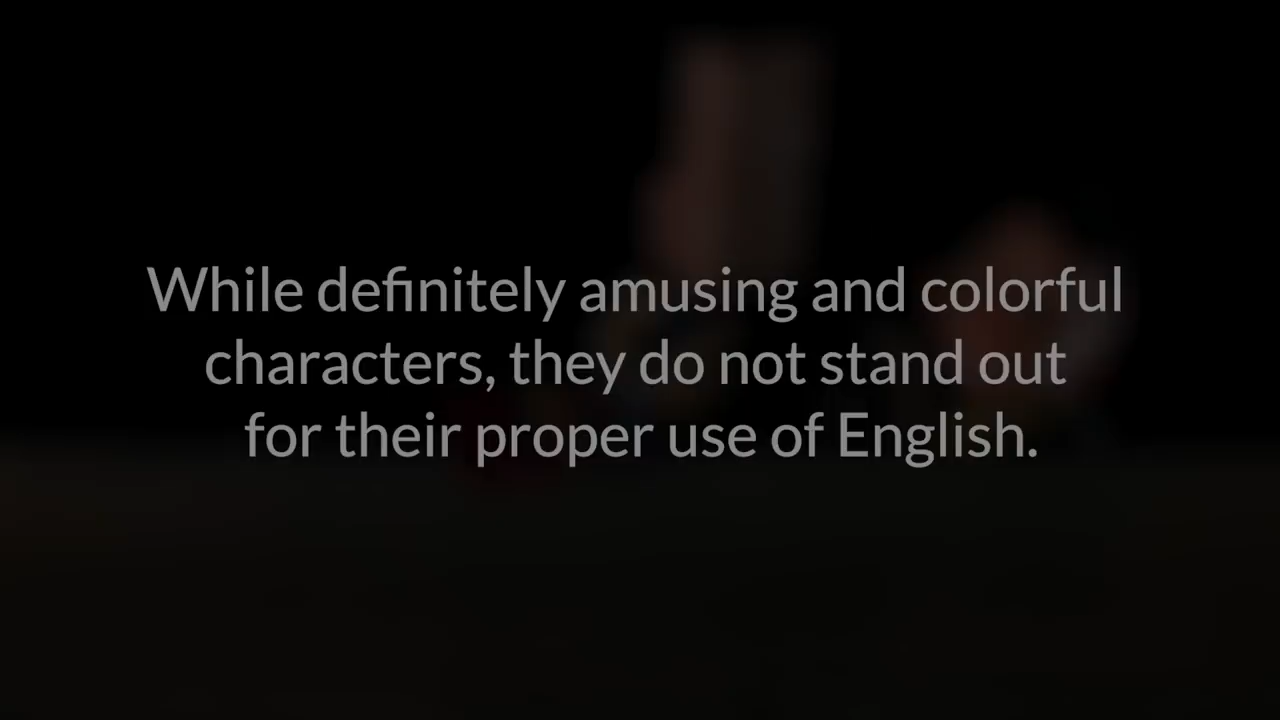 While definitely amusing and colorful
characters, they do not stand out
for their proper use of English.